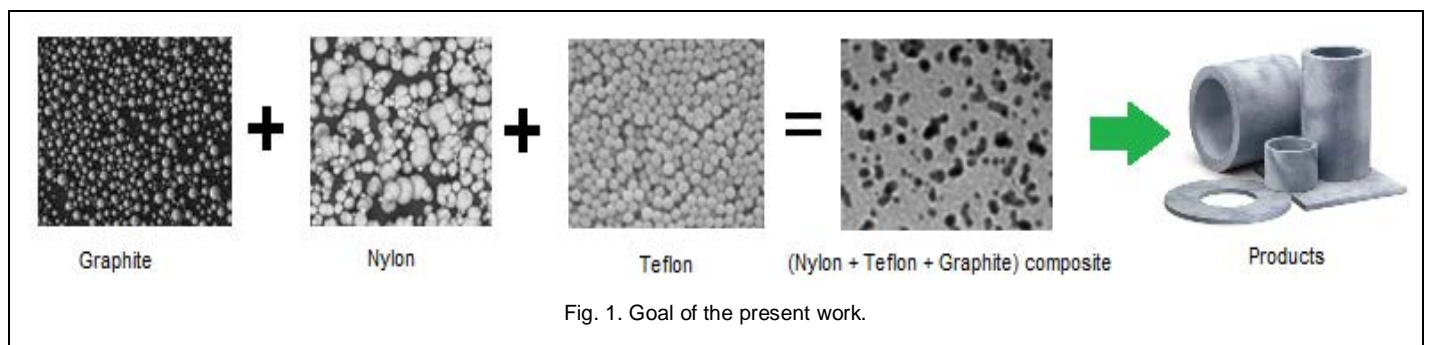 + + =
Graphite Nylon Teflon (Nylon + Teflon + Graphite) composite Products
Fig. 1. Goal of the present work.